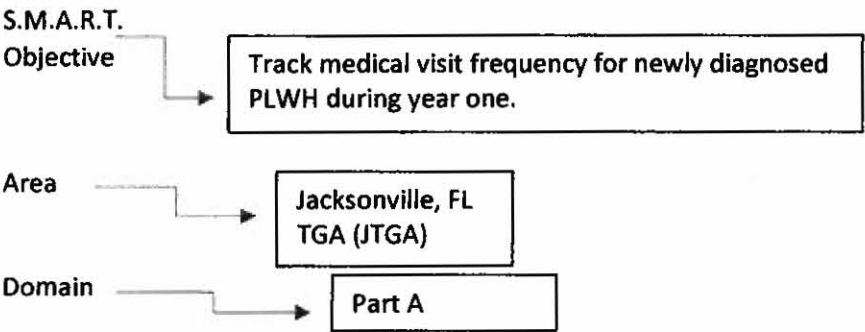 S.M.A.R.T.
Objective
Track medical visit frequency for newly diagnosed
PLWH during year one.
Area
Jacksonville, FL
TGA (JTGA)
Domain
Part A